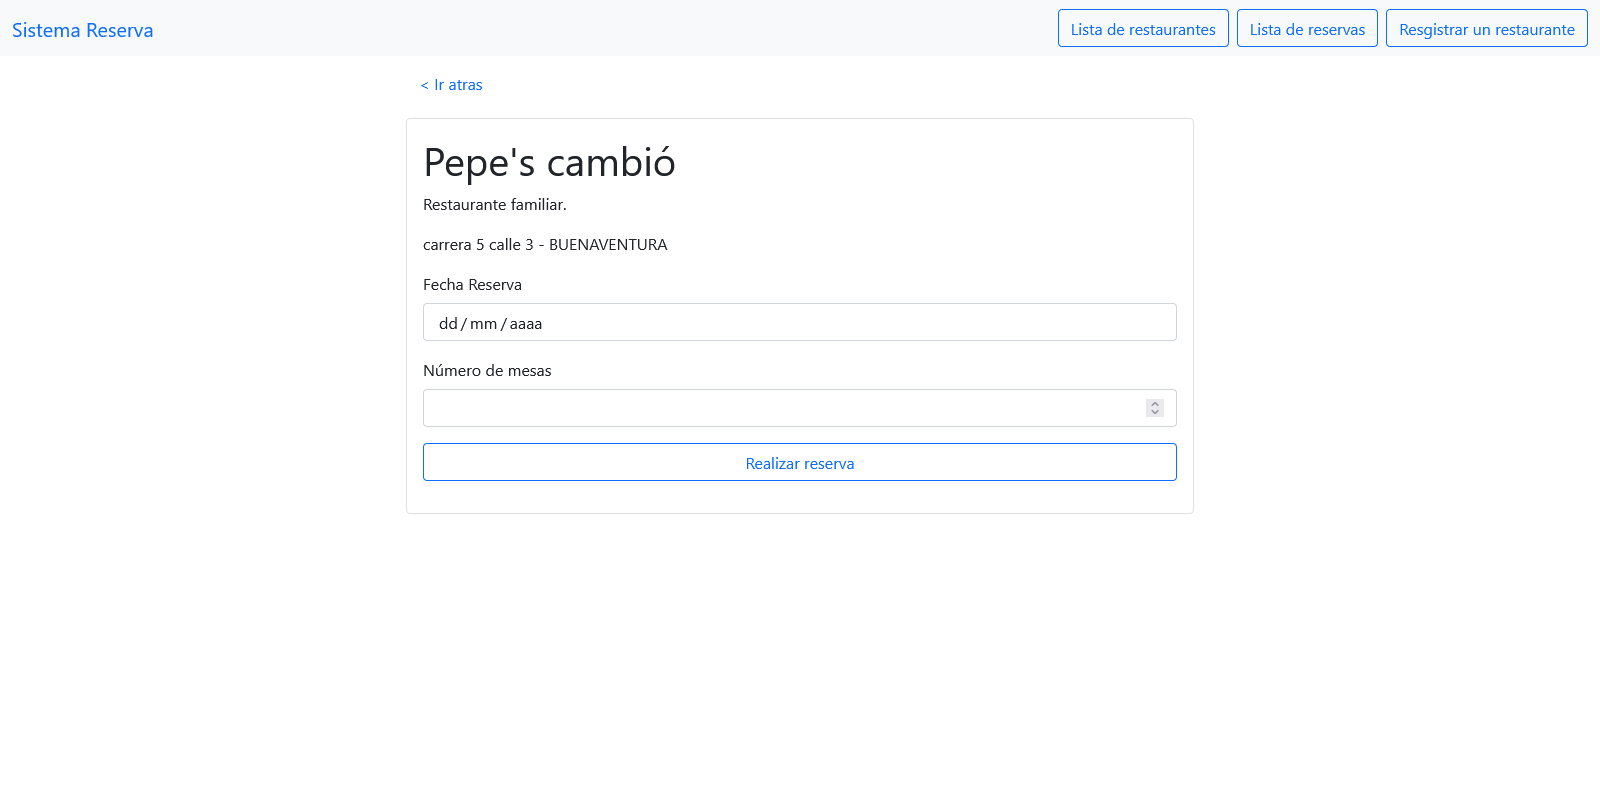 Sistema Reserva
Lista de restaurantes
Lista de reservas
Resgistrar un restaurante
< Ir atras
Pepe's cambió
Restaurante familiar.
carrera 5 calle 3 - BUENAVENTURA
Fecha Reserva
dd/mm/aaaa
Número de mesas
Realizar reserva